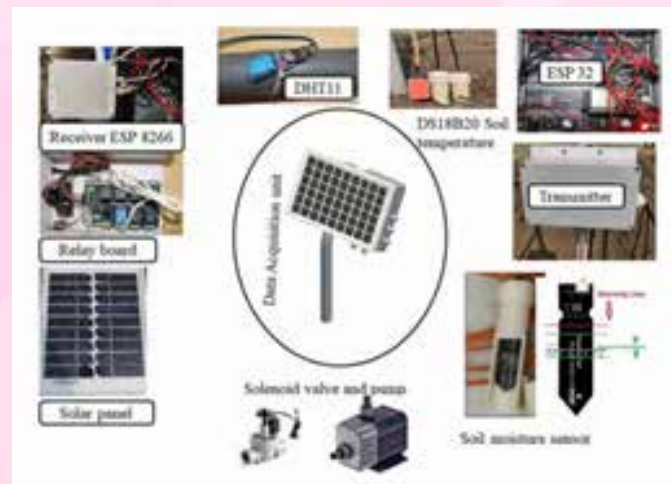 DHT11
ESP 32
Receiver ESP 8266
DS18B20 Soil
temperature
Transmitter
Relay board
Data Acquisition unit
Solar panel
Solenoid valve and pump
Soil moisture sensor